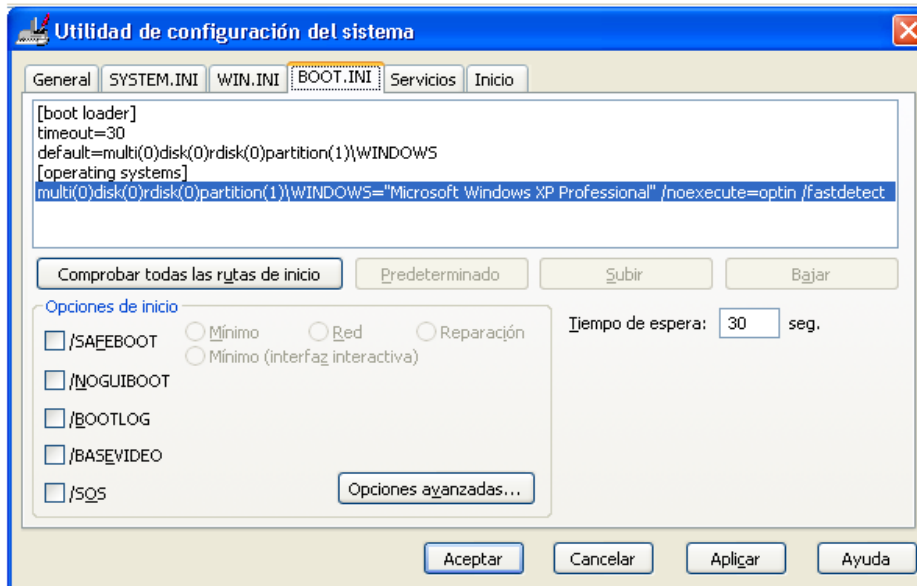 Utilidad de configuración del sistema
General SYSTEM.INI WIN.INI BOOT.INI Servicios Inicio
[boot loader]
timeout=30
default=multi(0)disk(0)rdisk(0)partition(1)\WINDOWS
[operating systems]
multi(0)disk(0)rdisk(0)partition(1)\WINDOWS="Microsoft Windows XP Professional" /noexecute=optin /fastdetect
Comprobar todas las rutas de inicio Predeterminado Subir Bajar
Opciones de inicio
/SAFEBOOT Mínimo Red Reparación
Mínimo (interfaz interactiva)
/NOGUIBOOT
/BOOTLOG
/BASEVIDEO
/SOS
Opciones avanzadas...
Tiempo de espera: 30 seg.
Aceptar Cancelar Aplicar Ayuda